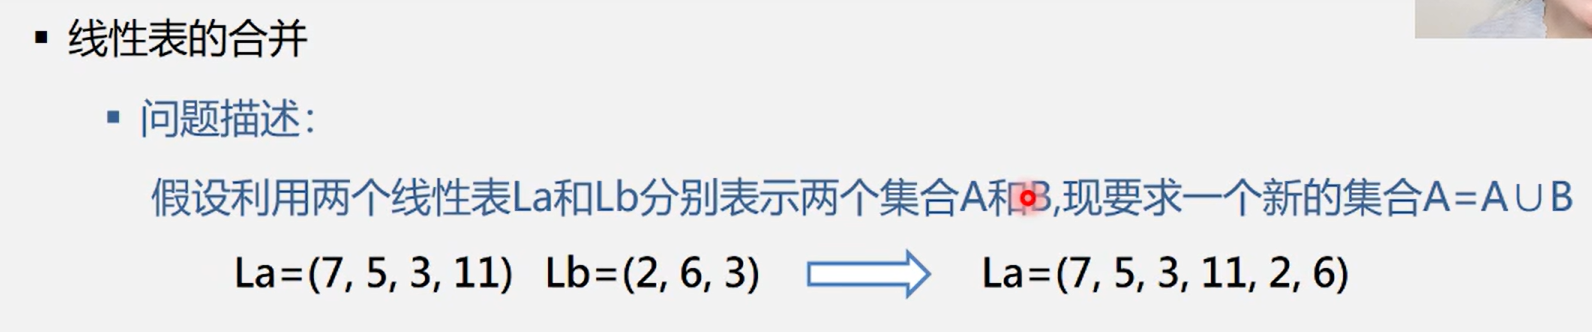 ▪ 线性表的合并
▪ 问题描述：
假设利用两个线性表La和Lb分别表示两个集合A和B,现要求一个新的集合A=A∪B
La=(7, 5, 3, 11) Lb=(2, 6, 3) La=(7, 5, 3, 11, 2, 6)